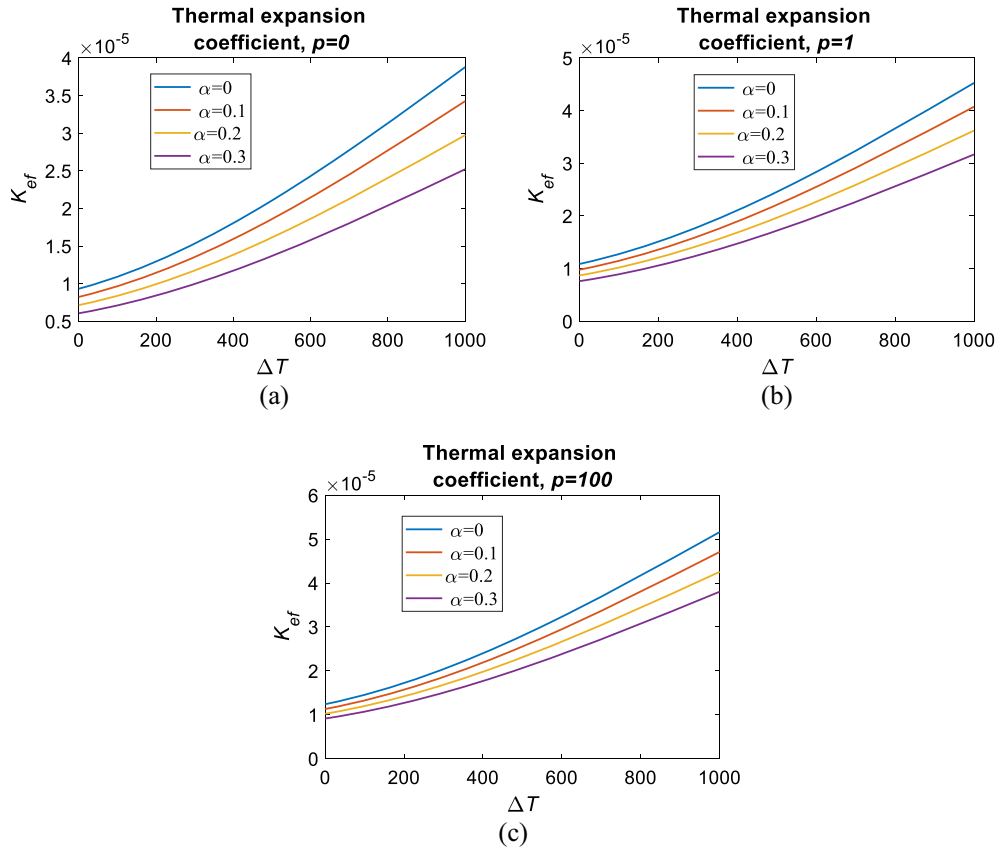 Thermal expansion
coefficient, p=0
×10-5
4
3.5
3
2.5
2
1.5
1
0.5
Kef
α=0
α=0.1
α=0.2
α=0.3
0 200 400 600 800 1000
ΔT
(a)
Thermal expansion
coefficient, p=1
×10-5
5
4
3
2
1
0
Kef
α=0
α=0.1
α=0.2
α=0.3
0 200 400 600 800 1000
ΔT
(b)
Thermal expansion
coefficient, p=100
×10-5
6
5
4
3
2
1
0
Kef
α=0
α=0.1
α=0.2
α=0.3
0 200 400 600 800 1000
ΔT
(c)